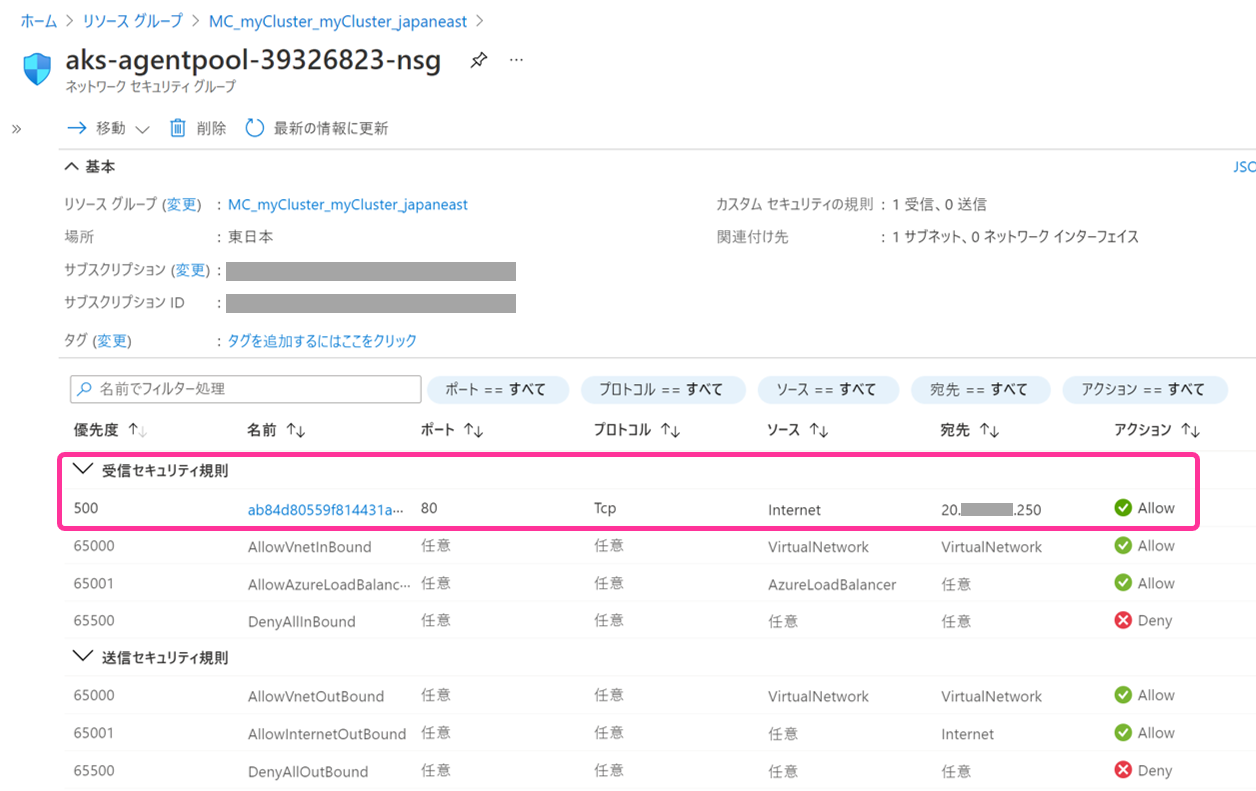 ホーム > リソース グループ > MC_myCluster_myCluster_japaneast >
aks-agentpool-39326823-nsg ...
ネットワーク セキュリティ グループ
» → 移動 削除 最新の情報に更新
基本 JSC
リソース グループ (変更) : MC_myCluster_myCluster_japaneast カスタム セキュリティの規則 : 1 受信、0 送信
場所 : 東日本 関連付け先 : 1 サブネット、0 ネットワーク インターフェイス
サブスクリプション (変更) :
サブスクリプション ID :
タグ (変更) : タグを追加するにはここをクリック
名前でフィルター処理 ポート == すべて プロトコル == すべて ソース == すべて 宛先 == すべて アクション == すべて
優先度 ↑↓ 名前 ↑↓ ポート ↑↓ プロトコル ↑↓ ソース ↑↓ 宛先 ↑↓ アクション ↑↓
受信セキュリティ規則
500 ab84d80559f814431a... 80 Tcp Internet 20. .250 Allow
65000 AllowVnetInBound 任意 任意 VirtualNetwork VirtualNetwork Allow
65001 AllowAzureLoadBalanc... 任意 任意 AzureLoadBalancer 任意 Allow
65500 DenyAllInBound 任意 任意 任意 任意 Deny
送信セキュリティ規則
65000 AllowVnetOutBound 任意 任意 VirtualNetwork VirtualNetwork Allow
65001 AllowInternetOutBound 任意 任意 任意 Internet Allow
65500 DenyAllOutBound 任意 任意 任意 任意 Deny